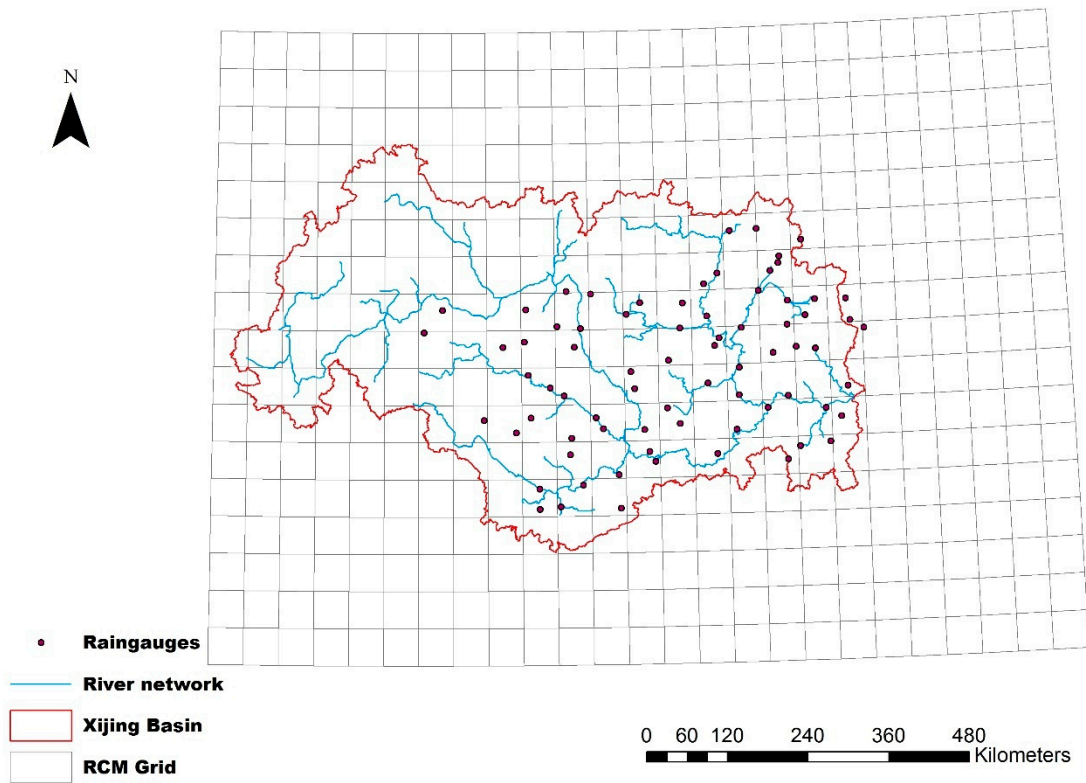 N
Raingauges
River network
Xijing Basin
RCM Grid
0 60 120 240 360 480
Kilometers